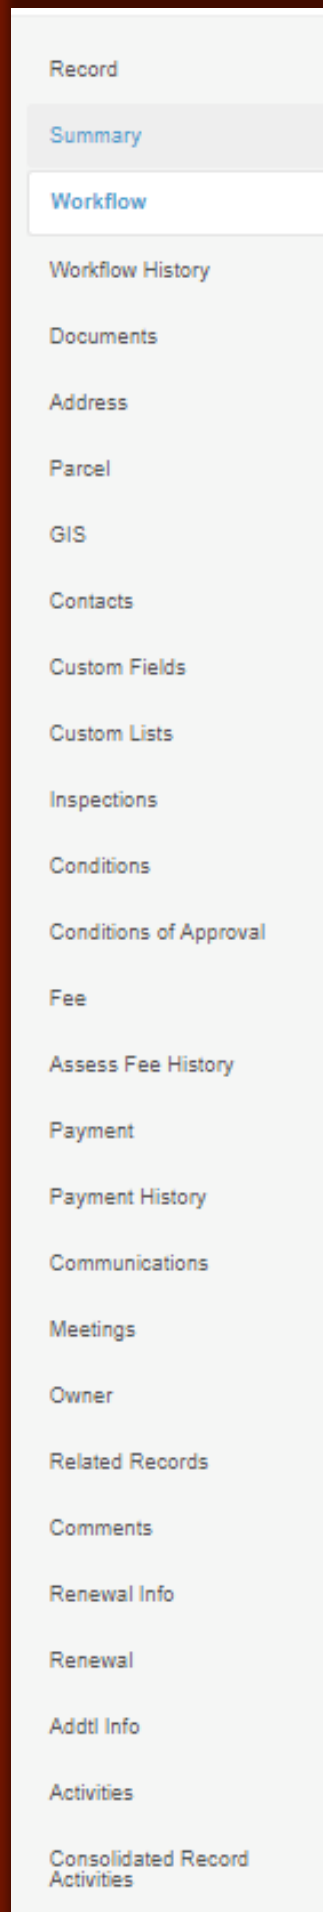 Record
Summary
Workflow
Workflow History
Documents
Address
Parcel
GIS
Contacts
Custom Fields
Custom Lists
Inspections
Conditions
Conditions of Approval
Fee
Assess Fee History
Payment
Payment History
Communications
Meetings
Owner
Related Records
Comments
Renewal Info
Renewal
Addtl Info
Activities
Consolidated Record
Activities